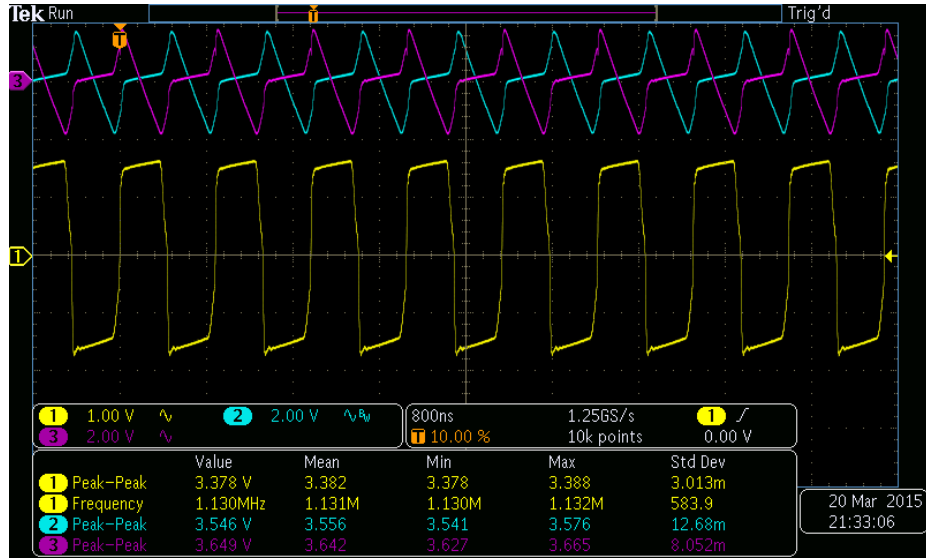 Tek Run Trig'd
T
T
3
1
1 1.00 V 2 2.00 V BW
3 2.00 V
800ns 1.25GS/s 1
T 10.00 % 10k points 0.00 V
Value Mean Min Max Std Dev
1 Peak-Peak 3.378 V 3.382 3.378 3.388 3.013m
1 Frequency 1.130MHz 1.131M 1.130M 1.132M 583.9
2 Peak-Peak 3.546 V 3.556 3.541 3.576 12.68m
3 Peak-Peak 3.649 V 3.642 3.627 3.665 8.052m
20 Mar 2015
21:33:06